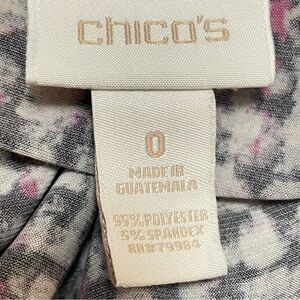 chico's
0
MADE IN
GUATEMALA
95% POLYESTER
5% SPANDEX
RN#79984